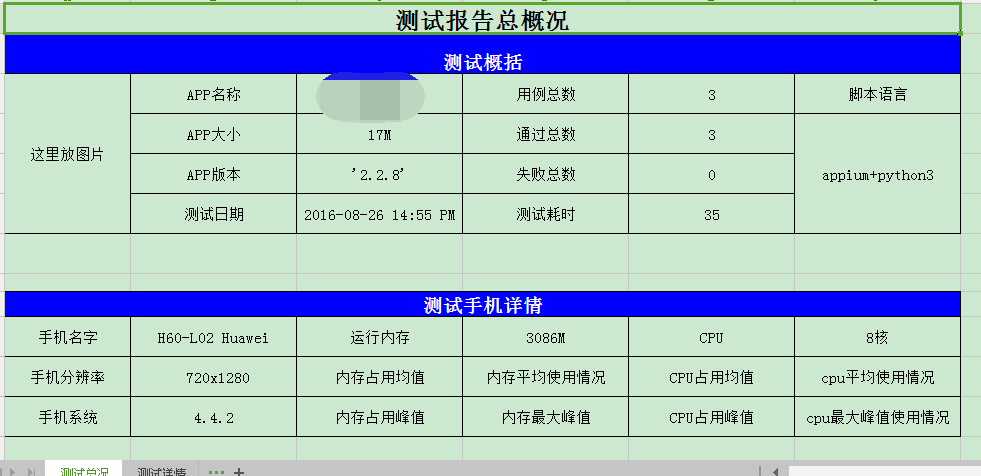 测试报告总概况
测试概括
这里放图片 APP名称 用例总数 3 脚本语言
APP大小 17M 通过总数 3 appium+python3
APP版本 '2.2.8' 失败总数 0
测试日期 2016-08-26 14:55 PM 测试耗时 35
测试手机详情
手机名字 H60-L02 Huawei 运行内存 3086M CPU 8核
手机分辨率 720x1280 内存占用均值 内存平均使用情况 CPU占用均值 cpu平均使用情况
手机系统 4.4.2 内存占用峰值 内存最大峰值 CPU占用峰值 cpu最大峰值使用情况
测试总况 测试详情